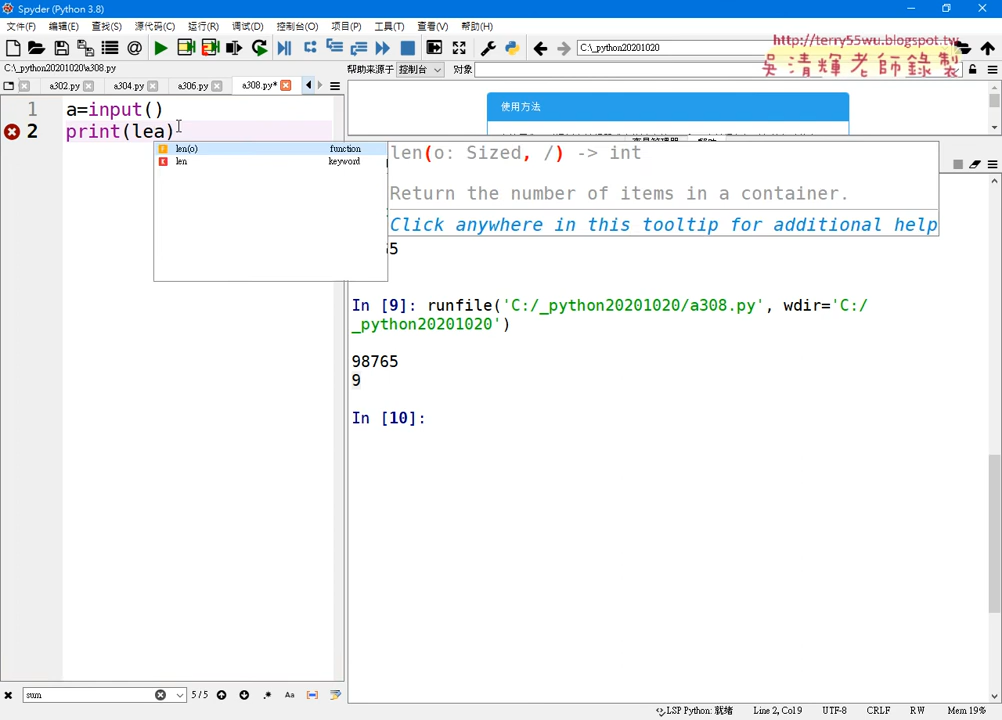 Spyder (Python 3.8)
文件(F) 编辑(E) 查找(S) 源代码(C) 运行(R) 调试(D) 控制台(O) 项目(P) 工具(T) 查看(V) 帮助(H)
C:\_python20201020
http://terry55wu.blogspot.tw
吳清輝老師錄製
C:\_python20201020\a308.py
帮助来源于 控制台 对象
a302.py a304.py a306.py a308.py*
使用方法
1 a=input()
2 print(lea)
len(o) function
len keyword
len(o: Sized, /) -> int
Return the number of items in a container.
Click anywhere in this tooltip for additional help
In [9]: runfile('C:/_python20201020/a308.py', wdir='C:/
_python20201020')
98765
9
In [10]:
sum 5/5 Aa
LSP Python: 就绪 Line 2, Col9 UTF-8 CRLF RW Mem 19%